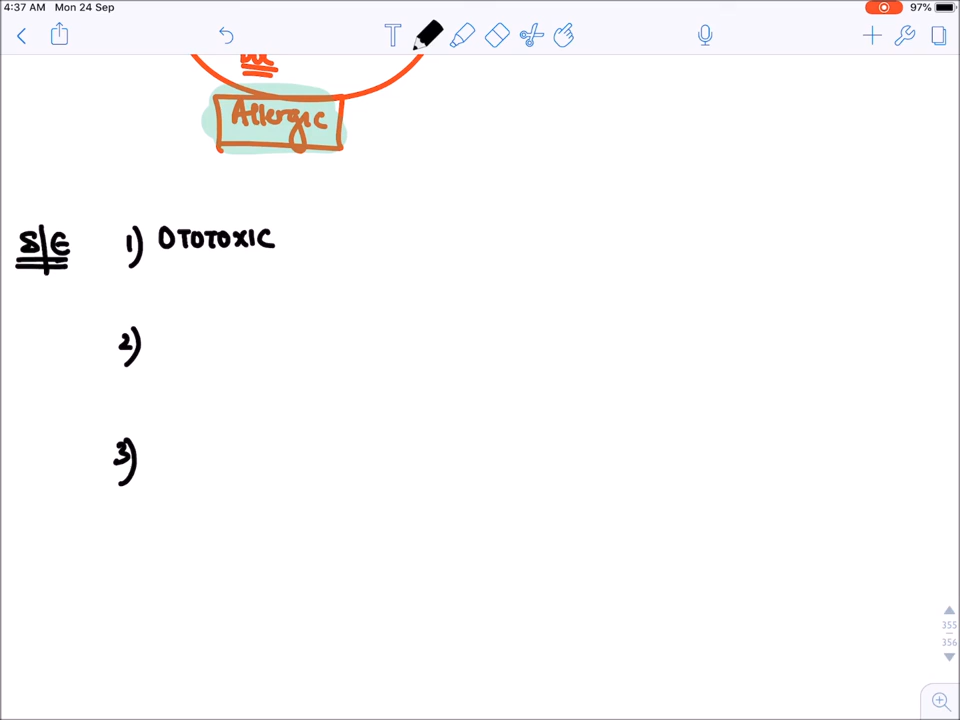 4:37 AM Mon 24 Sep 97%
T
Allergic
S/E 1) OTOTOXIC
2)
3)
355
356